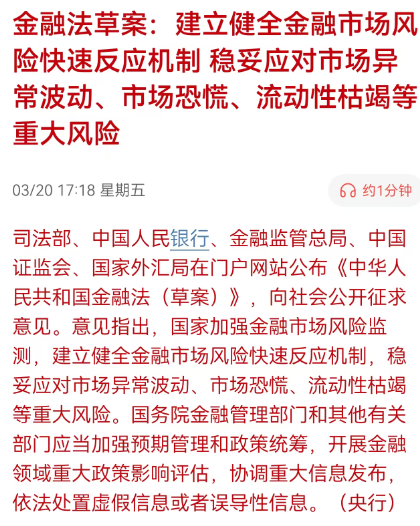 金融法草案：建立健全金融市场风
险快速反应机制 稳妥应对市场异
常波动、市场恐慌、流动性枯竭等
重大风险
03/20 17:18 星期五
约1分钟
司法部、中国人民银行、金融监管总局、中国
证监会、国家外汇局在门户网站公布《中华人
民共和国金融法（草案）》，向社会公开征求
意见。意见指出，国家加强金融市场风险监
测，建立健全金融市场风险快速反应机制，稳
妥应对市场异常波动、市场恐慌、流动性枯竭
等重大风险。国务院金融管理部门和其他有关
部门应当加强预期管理和政策统筹，开展金融
领域重大政策影响评估，协调重大信息发布，
依法处置虚假信息或者误导性信息。（央行）